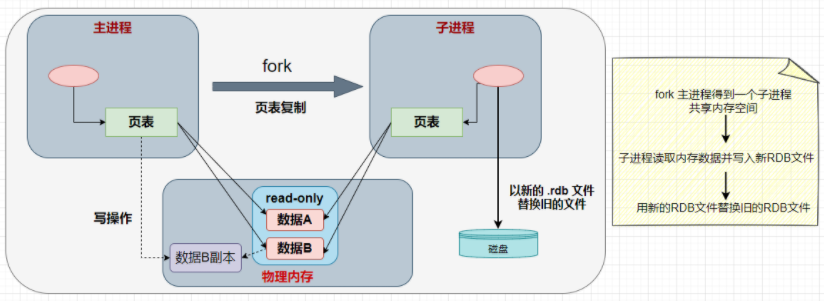 主进程
子进程
fork
页表复制
页表
页表
写操作
read-only
数据A
数据B
数据B副本
物理内存
以新的 .rdb 文件
替换旧的文件
磁盘
fork 主进程得到一个子进程
共享内存空间
子进程读取内存数据并写入新RDB文件
用新的RDB文件替换旧的RDB文件